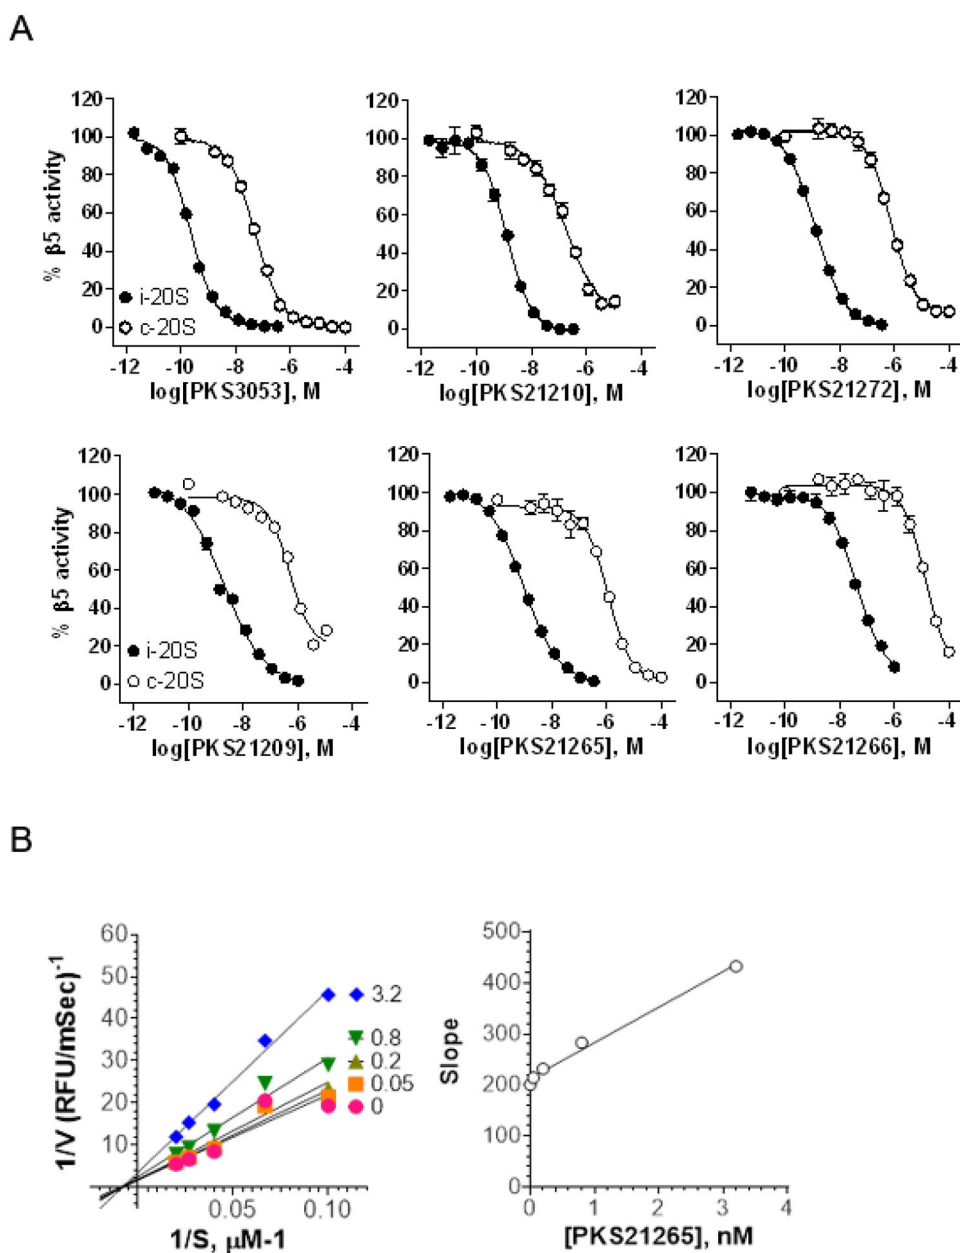 A
120
100
80
60
40
20
0
% β5 activity
i-20S
c-20S
-12 -10 -8 -6 -4
log[PKS3053], M
120
100
80
60
40
20
0
-12 -10 -8 -6 -4
log[PKS21210], M
120
100
80
60
40
20
0
-12 -10 -8 -6 -4
log[PKS21272], M
120
100
80
60
40
20
0
% β5 activity
i-20S
c-20S
-12 -10 -8 -6 -4
log[PKS21209], M
120
100
80
60
40
20
0
-12 -10 -8 -6 -4
log[PKS21265], M
120
100
80
60
40
20
0
-12 -10 -8 -6 -4
log[PKS21266], M
B
60
50
40
30
20
10
1/V (RFU/mSec)-1
3.2
0.8
0.2
0.05
0
0.05 0.10
1/S, µM-1
500
400
300
200
100
0
Slope
0 1 2 3 4
[PKS21265], nM